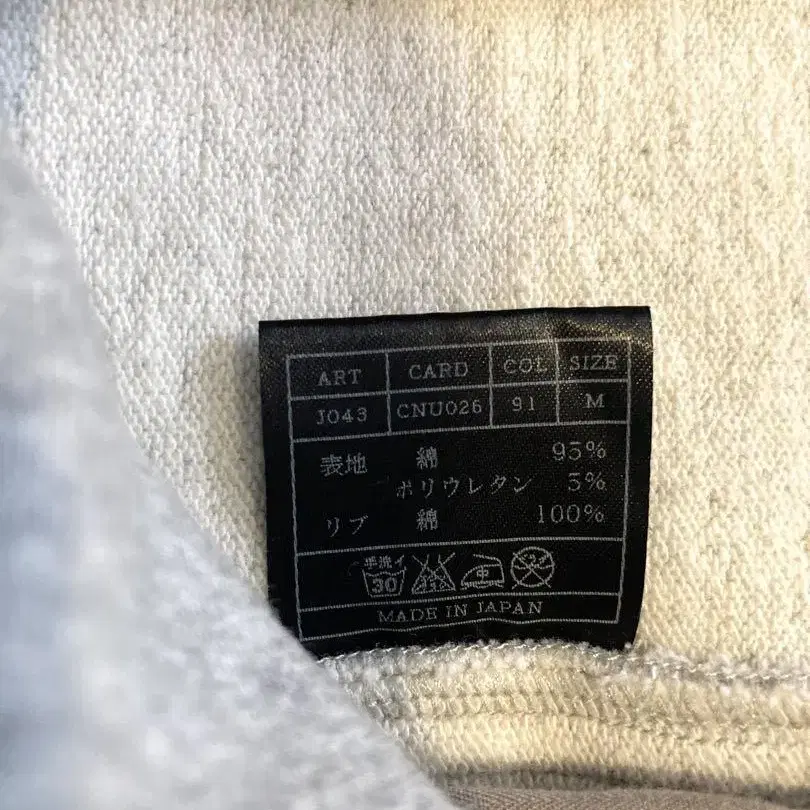 ART CARD COL SIZE
J043 CNU026 91 M
表地 綿 95%
ポリウレタン 5%
リブ 綿 100%
手洗イ
30 中
MADE IN JAPAN